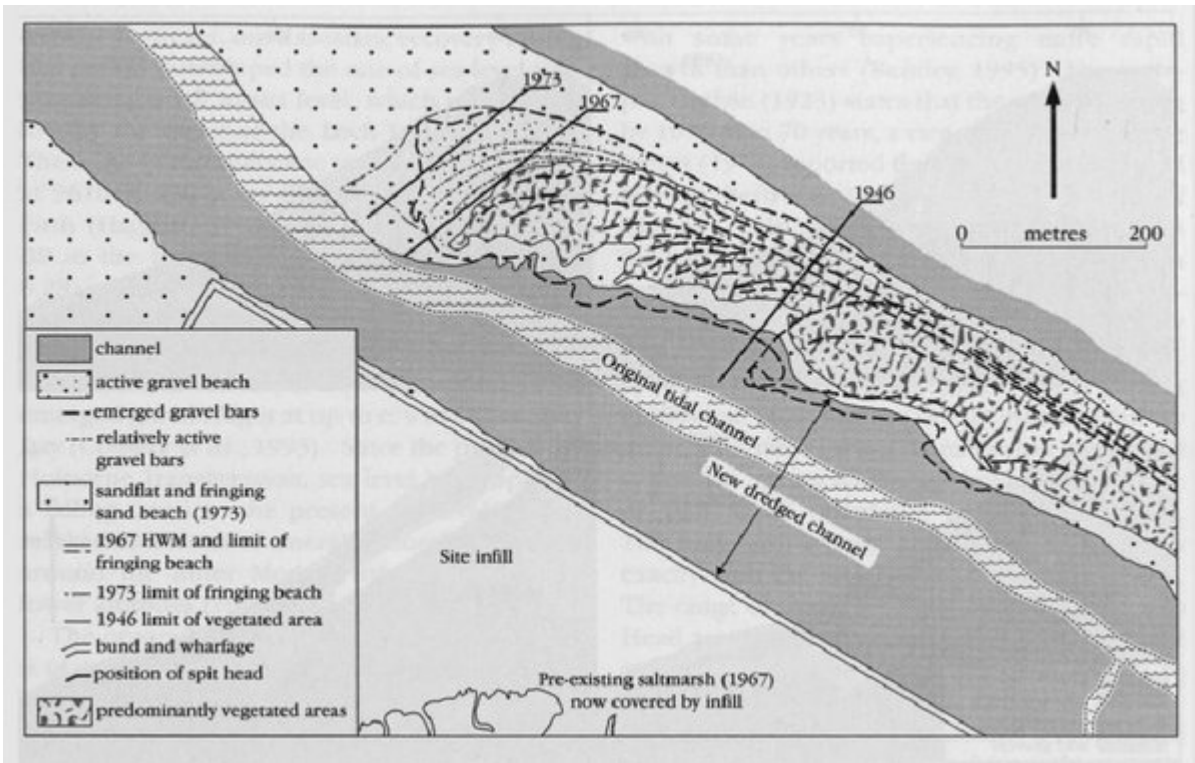 1973
1967
1946
N
0 metres 200
Original tidal channel
New dredged channel
Site infill
Pre-existing saltmarsh (1967)
now covered by infill
channel
active gravel beach
emerged gravel bars
relatively active
gravel bars
sandflat and fringing
sand beach (1973)
1967 HWM and limit of
fringing beach
1973 limit of fringing beach
1946 limit of vegetated area
bund and wharfage
position of spit head
predominantly vegetated areas